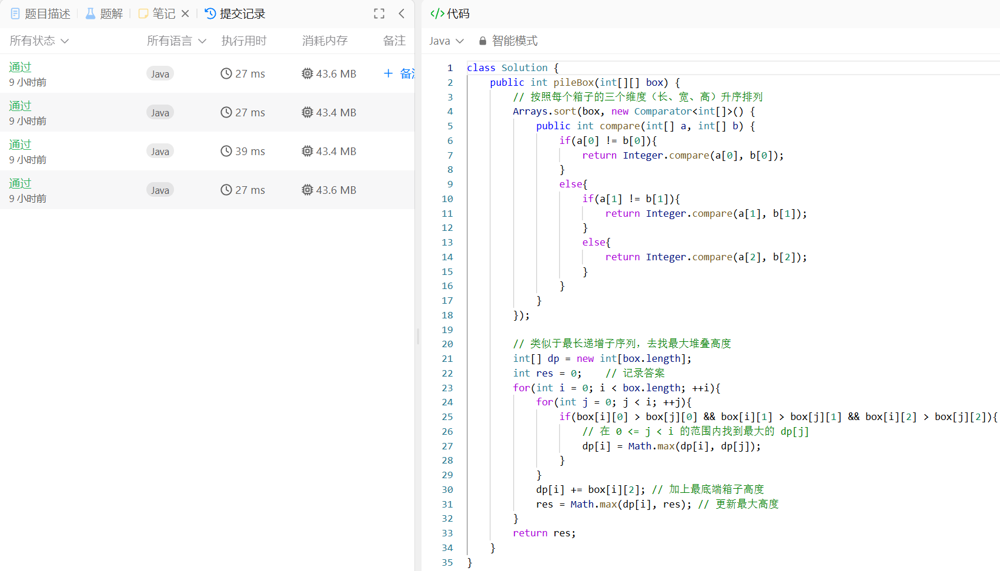 题目描述 题解 笔记 提交记录
所有状态 所有语言 执行用时 消耗内存 备注
通过
9 小时前
Java 27 ms 43.6 MB + 备
通过
9 小时前
Java 27 ms 43.4 MB
通过
9 小时前
Java 39 ms 43.4 MB
通过
9 小时前
Java 27 ms 43.6 MB
</>代码
Java 智能模式
1 class Solution {
2 public int pileBox(int[][] box) {
3 // 按照每个箱子的三个维度（长、宽、高）升序排列
4 Arrays.sort(box, new Comparator<int[]>() {
5 public int compare(int[] a, int[] b) {
6 if(a[0] != b[0]){
7 return Integer.compare(a[0], b[0]);
8 }
9 else{
10 if(a[1] != b[1]){
11 return Integer.compare(a[1], b[1]);
12 }
13 else{
14 return Integer.compare(a[2], b[2]);
15 }
16 }
17 }
18 });
19
20 // 类似于最长递增子序列，去找最大堆叠高度
21 int[] dp = new int[box.length];
22 int res = 0; // 记录答案
23 for(int i = 0; i < box.length; ++i){
24 for(int j = 0; j < i; ++j){
25 if(box[i][0] > box[j][0] && box[i][1] > box[j][1] && box[i][2] > box[j][2]){
26 // 在 0 <= j < i 的范围内找到最大的 dp[j]
27 dp[i] = Math.max(dp[i], dp[j]);
28 }
29 }
30 dp[i] += box[i][2]; // 加上最底端箱子高度
31 res = Math.max(dp[i], res); // 更新最大高度
32 }
33 return res;
34 }
35 }